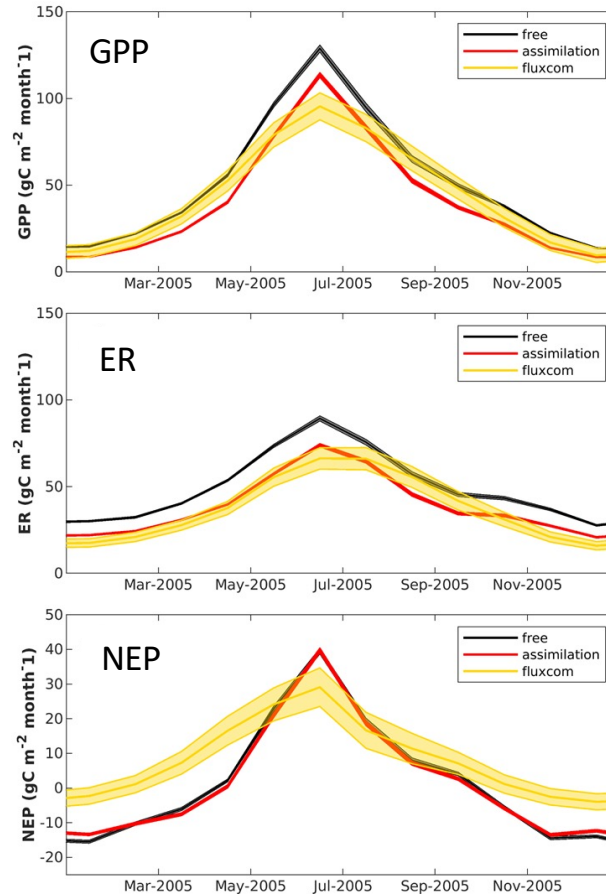 GPP
150
100
50
0
GPP (gC m^-2 month^-1)
free
assimilation
fluxcom
Mar-2005 May-2005 Jul-2005 Sep-2005 Nov-2005
ER
150
100
50
0
ER (gC m^-2 month^-1)
free
assimilation
fluxcom
Mar-2005 May-2005 Jul-2005 Sep-2005 Nov-2005
NEP
50
40
30
20
10
0
-10
-20
NEP (gC m^-2 month^-1)
free
assimilation
fluxcom
Mar-2005 May-2005 Jul-2005 Sep-2005 Nov-2005